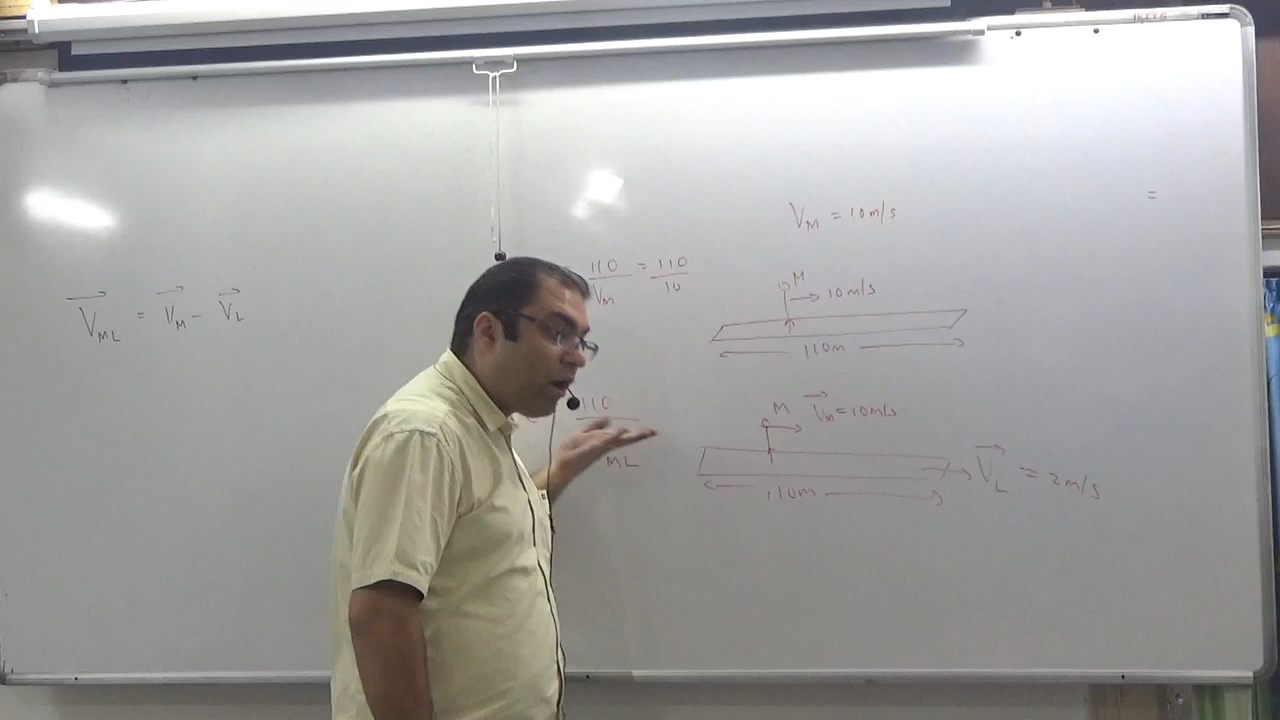 V_ML = V_M - V_L
110 / V_M = 110 / 10
110 / ML
V_M = 10 m/s
M
10 m/s
110m
M V_M = 10 m/s
110m
V_L = 2 m/s
=